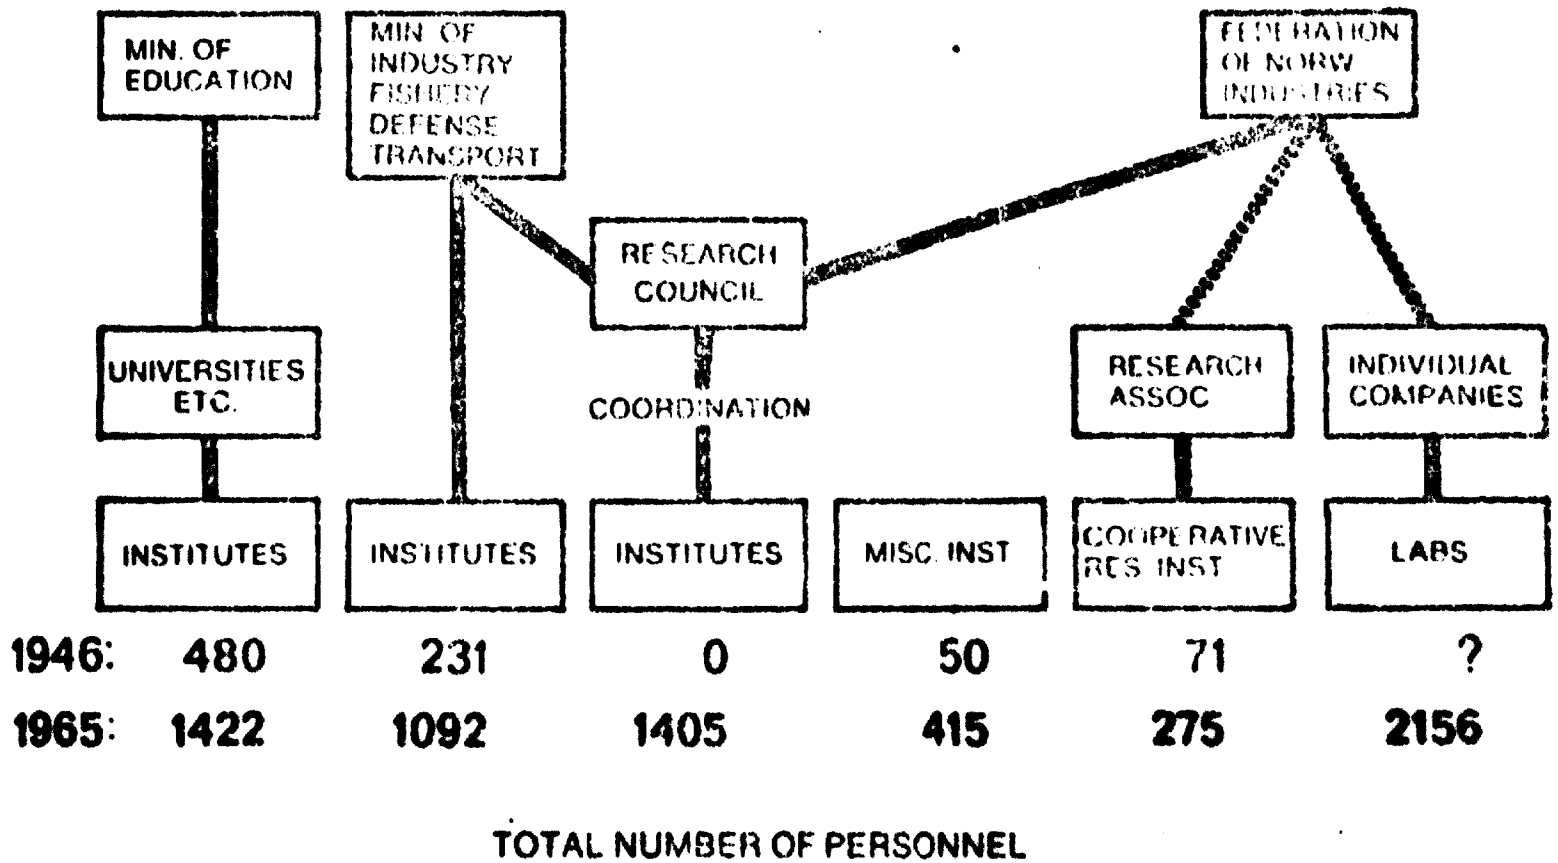 MIN. OF
EDUCATION
MIN. OF
INDUSTRY
FISHERY
DEFENSE
TRANSPORT
FEDERATION
OF NORW
INDUSTRIES
RESEARCH
COUNCIL
UNIVERSITIES
ETC.
COORDINATION
RESEARCH
ASSOC
INDIVIDUAL
COMPANIES
INSTITUTES
INSTITUTES
INSTITUTES
MISC. INST
COOPERATIVE
RES. INST
LABS
1946: 480 231 0 50 71 ?
1965: 1422 1092 1405 415 275 2156
TOTAL NUMBER OF PERSONNEL